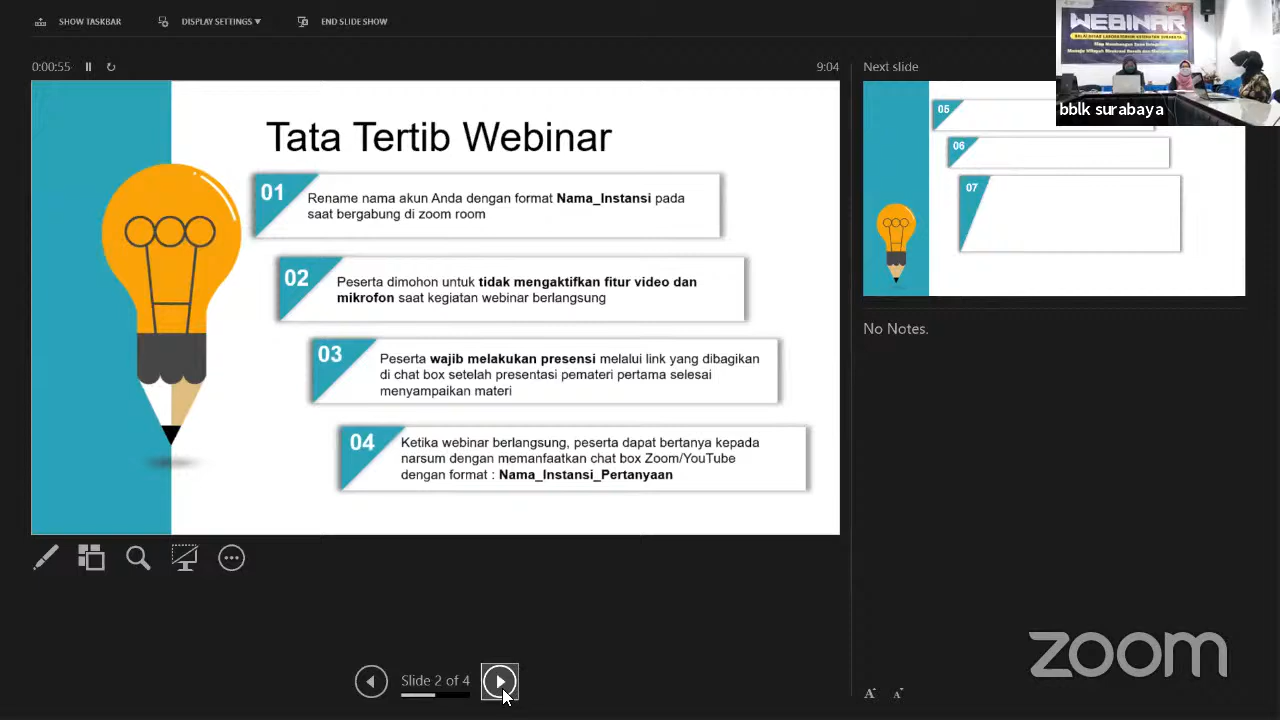 SHOW TASKBAR
DISPLAY SETTINGS
END SLIDE SHOW
0:00:55
9:04
Next slide
Tata Tertib Webinar
01
Rename nama akun Anda dengan format Nama_Instansi pada
saat bergabung di zoom room
02
Peserta dimohon untuk tidak mengaktifkan fitur video dan
mikrofon saat kegiatan webinar berlangsung
03
Peserta wajib melakukan presensi melalui link yang dibagikan
di chat box setelah presentasi pemateri pertama selesai
menyampaikan materi
04
Ketika webinar berlangsung, peserta dapat bertanya kepada
narsum dengan memanfaatkan chat box Zoom/YouTube
dengan format : Nama_Instansi_Pertanyaan
05
06
07
WEBINAR
bblk surabaya
No Notes.
Slide 2 of 4
A A
zoom